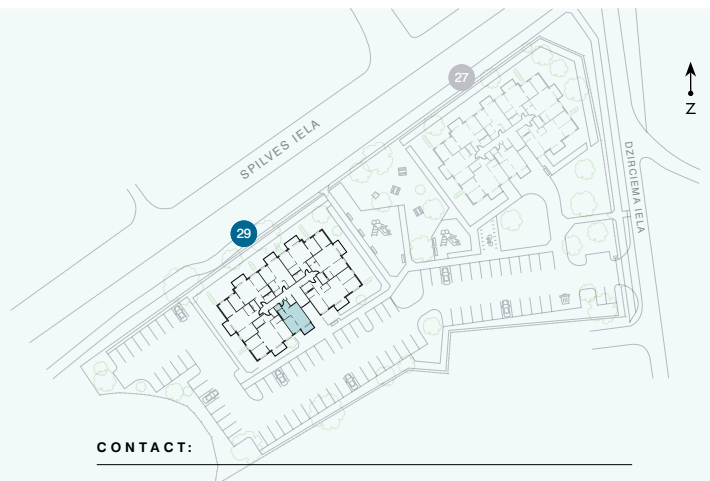 27
Z
SPILVES IELA
DZIRCIEMA IELA
29
CONTACT: